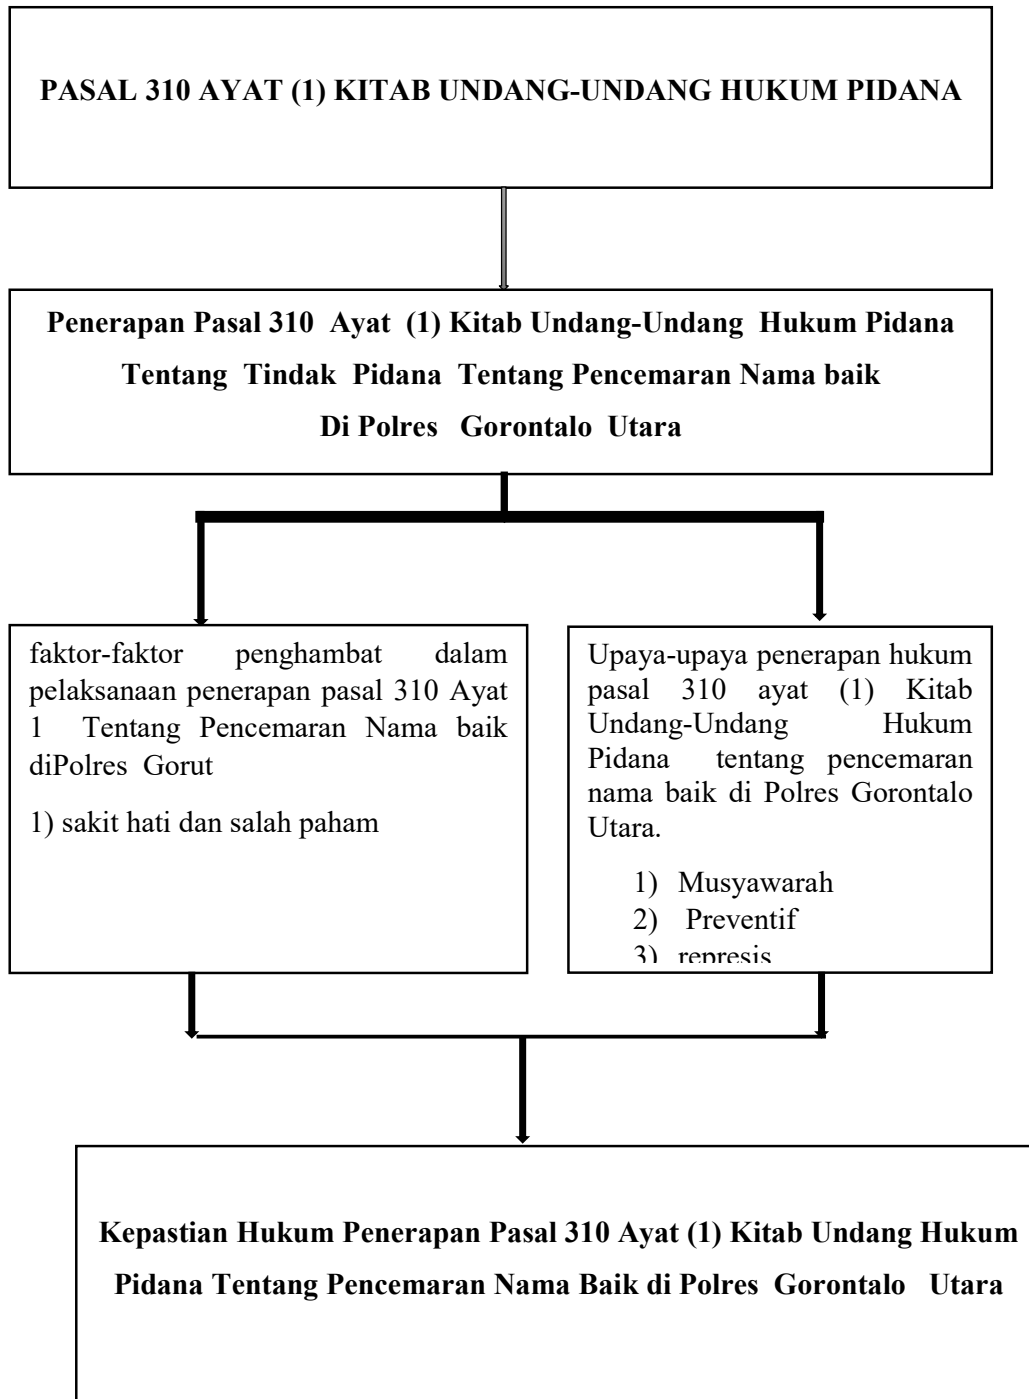 PASAL 310 AYAT (1) KITAB UNDANG-UNDANG HUKUM PIDANA
Penerapan Pasal 310 Ayat (1) Kitab Undang-Undang Hukum Pidana
Tentang Tindak Pidana Tentang Pencemaran Nama baik
Di Polres Gorontalo Utara
faktor-faktor penghambat dalam
pelaksanaan penerapan pasal 310 Ayat
1 Tentang Pencemaran Nama baik
diPolres Gorut
1) sakit hati dan salah paham
Upaya-upaya penerapan hukum
pasal 310 ayat (1) Kitab
Undang-Undang Hukum
Pidana tentang pencemaran
nama baik di Polres Gorontalo
Utara.
1) Musyawarah
2) Preventif
3) represis
Kepastian Hukum Penerapan Pasal 310 Ayat (1) Kitab Undang Hukum
Pidana Tentang Pencemaran Nama Baik di Polres Gorontalo Utara